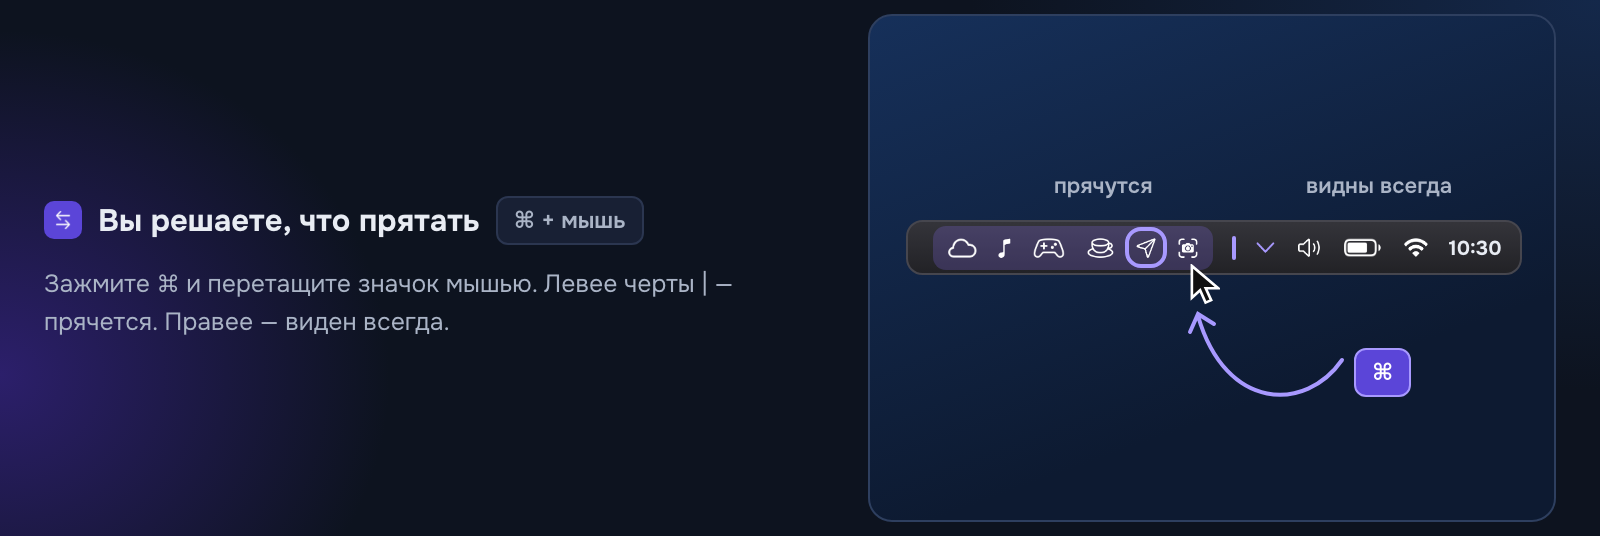 Вы решаете, что прятать
⌘ + мышь
Зажмите ⌘ и перетащите значок мышью. Левее черты | —
прячется. Правее — виден всегда.
прячутся
видны всегда
10:30
⌘